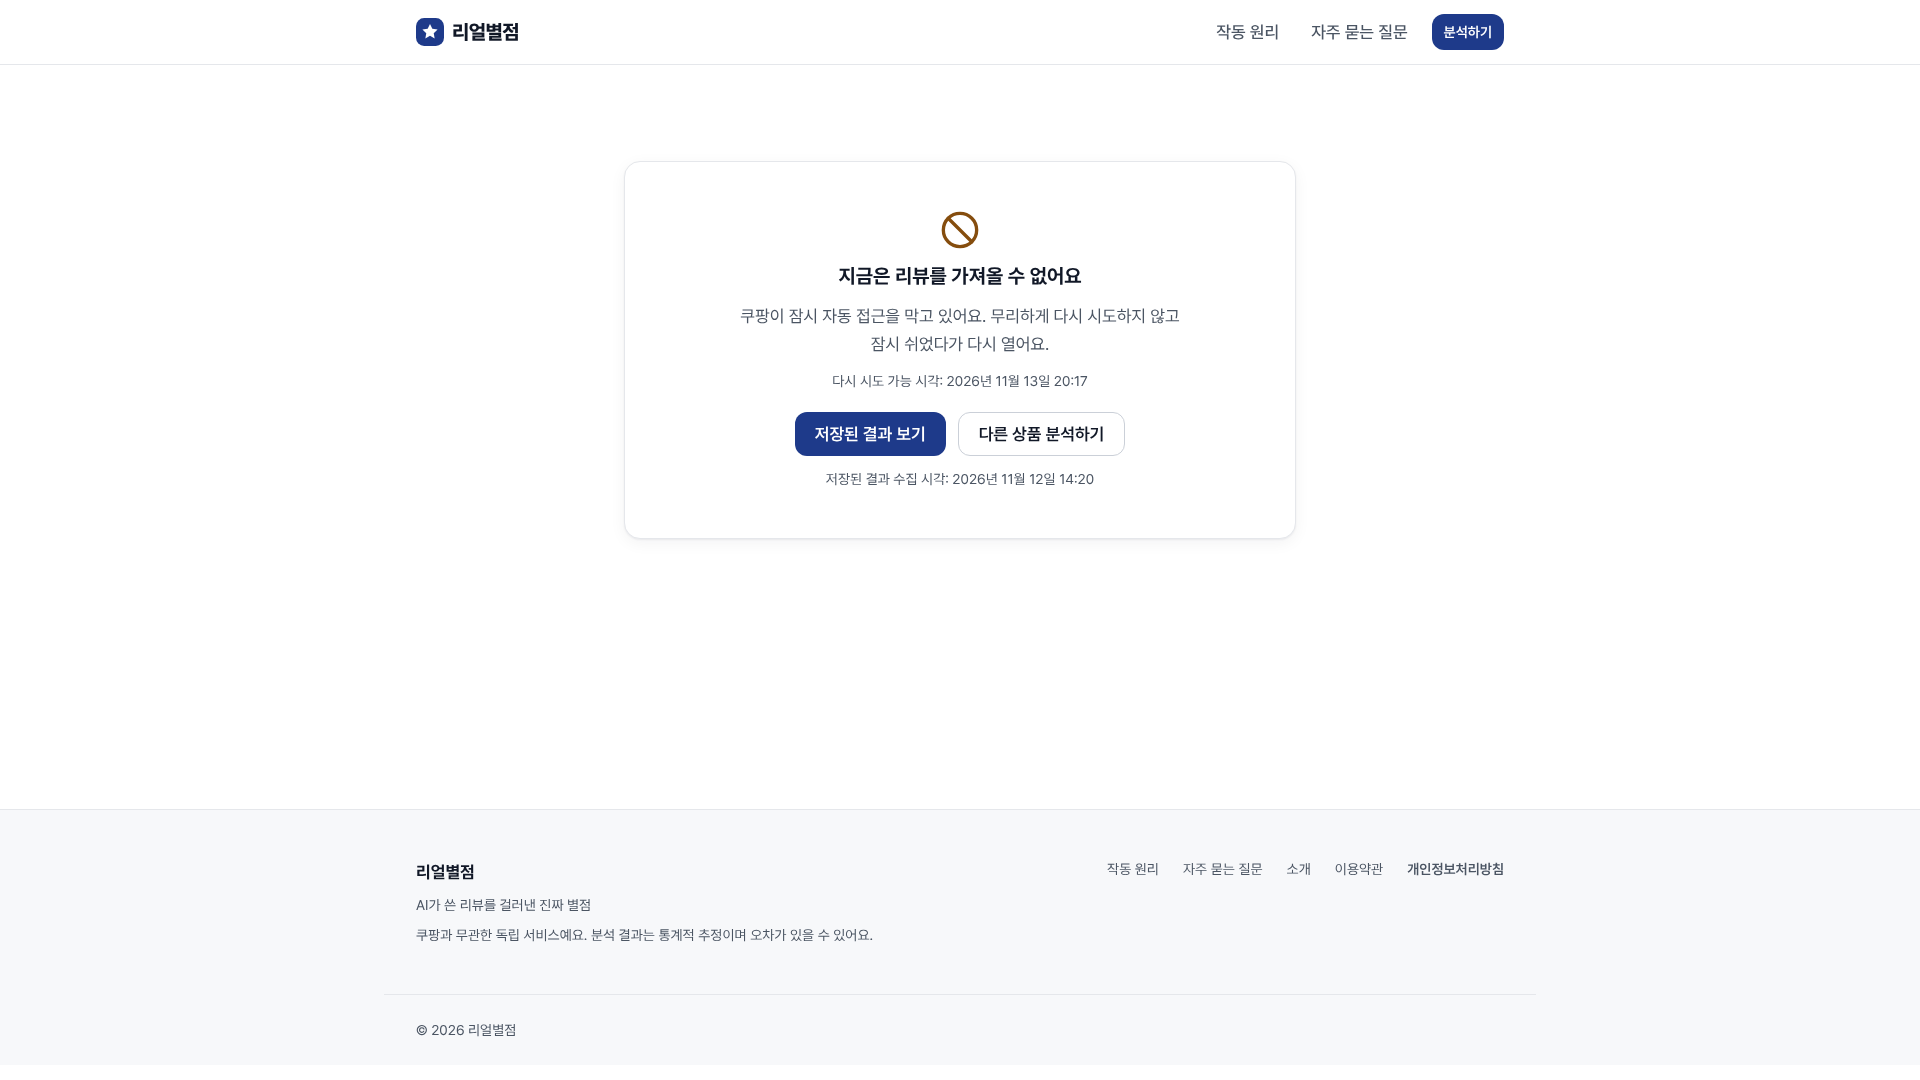 리얼별점
작동 원리
자주 묻는 질문
분석하기
지금은 리뷰를 가져올 수 없어요
쿠팡이 잠시 자동 접근을 막고 있어요. 무리하게 다시 시도하지 않고
잠시 쉬었다가 다시 열어요.
다시 시도 가능 시각: 2026년 11월 13일 20:17
저장된 결과 보기
다른 상품 분석하기
저장된 결과 수집 시각: 2026년 11월 12일 14:20
리얼별점
AI가 쓴 리뷰를 걸러낸 진짜 별점
쿠팡과 무관한 독립 서비스예요. 분석 결과는 통계적 추정이며 오차가 있을 수 있어요.
작동 원리
자주 묻는 질문
소개
이용약관
개인정보처리방침
© 2026 리얼별점